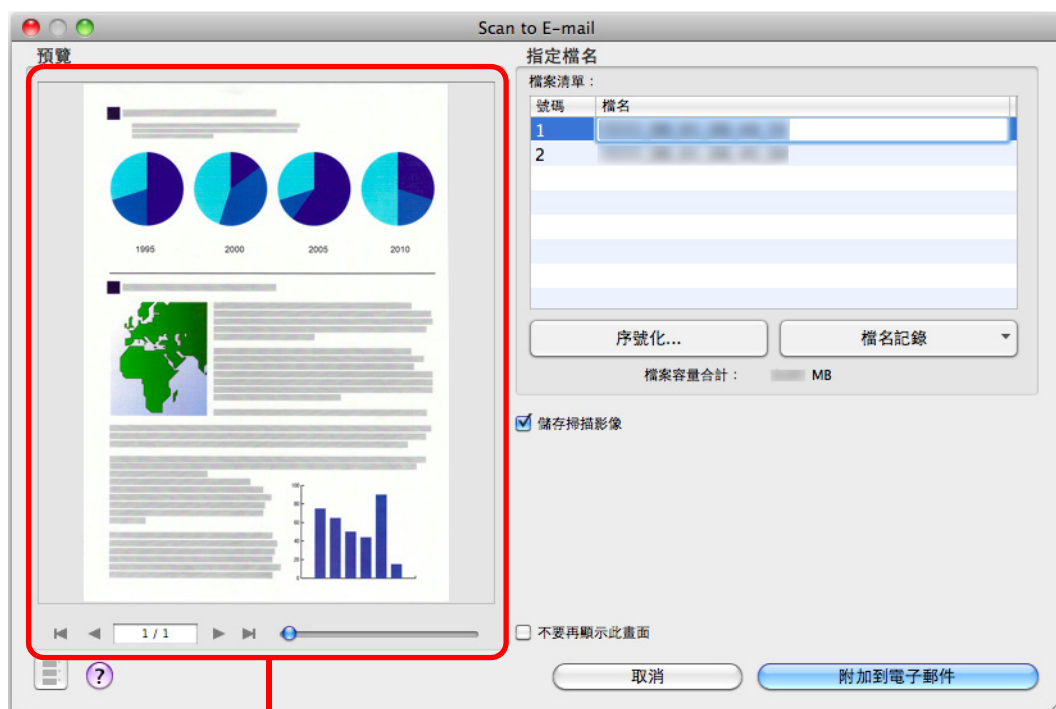 Scan to E-mail
預覽
指定檔名
檔案清單：
號碼 檔名
1
2
1995 2000 2005 2010
序號化...
檔名記錄
檔案容量合計： MB
儲存掃描影像
1 / 1
不要再顯示此畫面
?
取消
附加到電子郵件